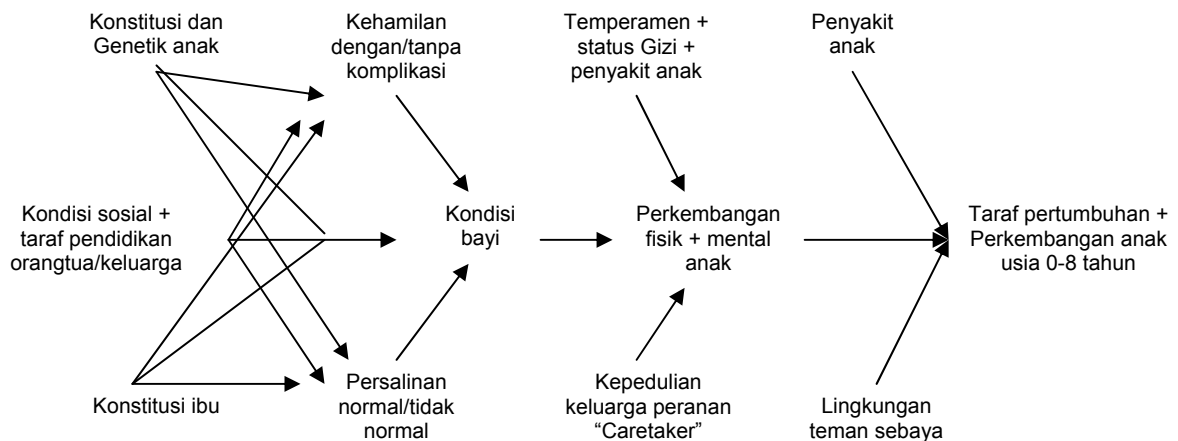 Konstitusi dan
Genetik anak
Kehamilan
dengan/tanpa
komplikasi
Temperamen +
status Gizi +
penyakit anak
Penyakit
anak
Kondisi sosial +
taraf pendidikan
orangtua/keluarga
Kondisi
bayi
Perkembangan
fisik + mental
anak
Taraf pertumbuhan +
Perkembangan anak
usia 0-8 tahun
Konstitusi ibu
Persalinan
normal/tidak
normal
Kepedulian
keluarga peranan
“Caretaker”
Lingkungan
teman sebaya